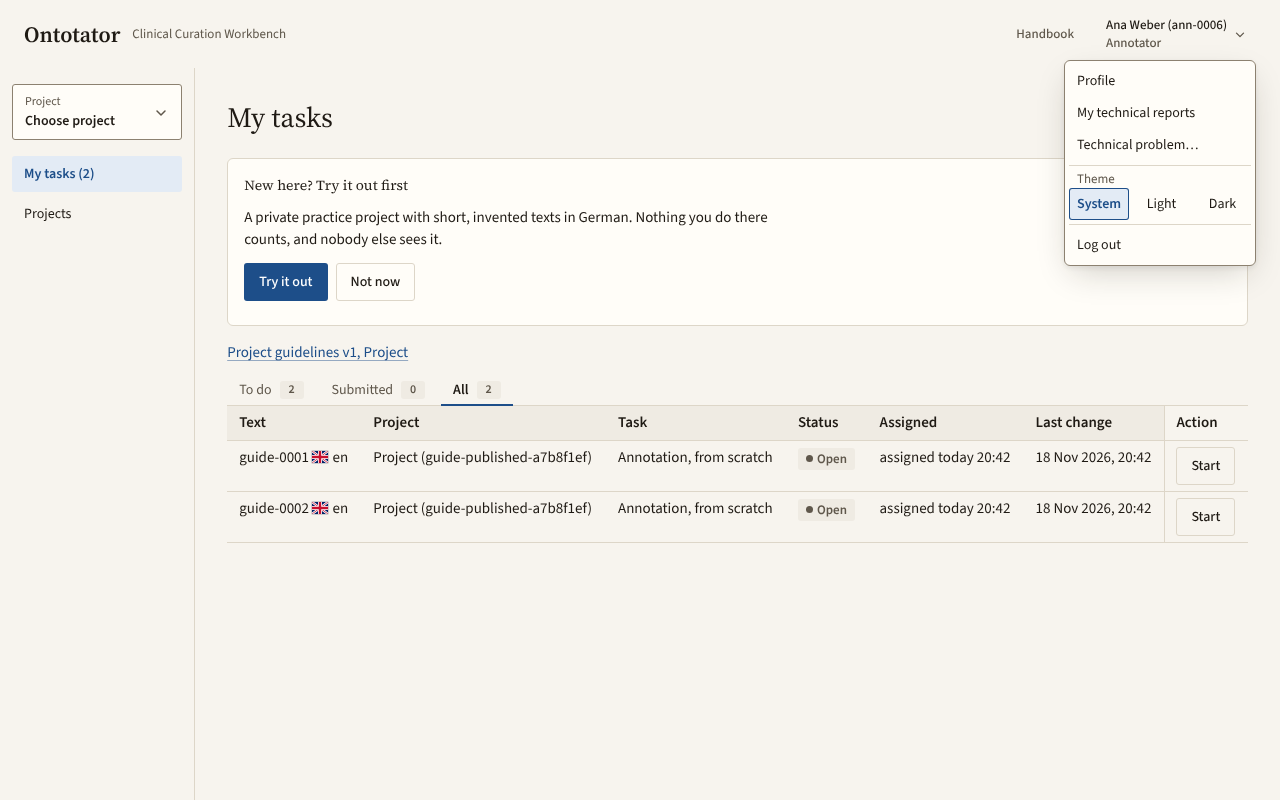 Ontotator
Clinical Curation Workbench
Handbook
Ana Weber (ann-0006)
Annotator
Profile
My technical reports
Technical problem…
Theme
System Light Dark
Log out
Project
Choose project
My tasks (2)
Projects
My tasks
New here? Try it out first
A private practice project with short, invented texts in German. Nothing you do there
counts, and nobody else sees it.
Try it out Not now
Project guidelines v1, Project
To do 2 Submitted 0 All 2
Text Project Task Status Assigned Last change Action
guide-0001 en Project (guide-published-a7b8f1ef) Annotation, from scratch Open assigned today 20:42 18 Nov 2026, 20:42 Start
guide-0002 en Project (guide-published-a7b8f1ef) Annotation, from scratch Open assigned today 20:42 18 Nov 2026, 20:42 Start